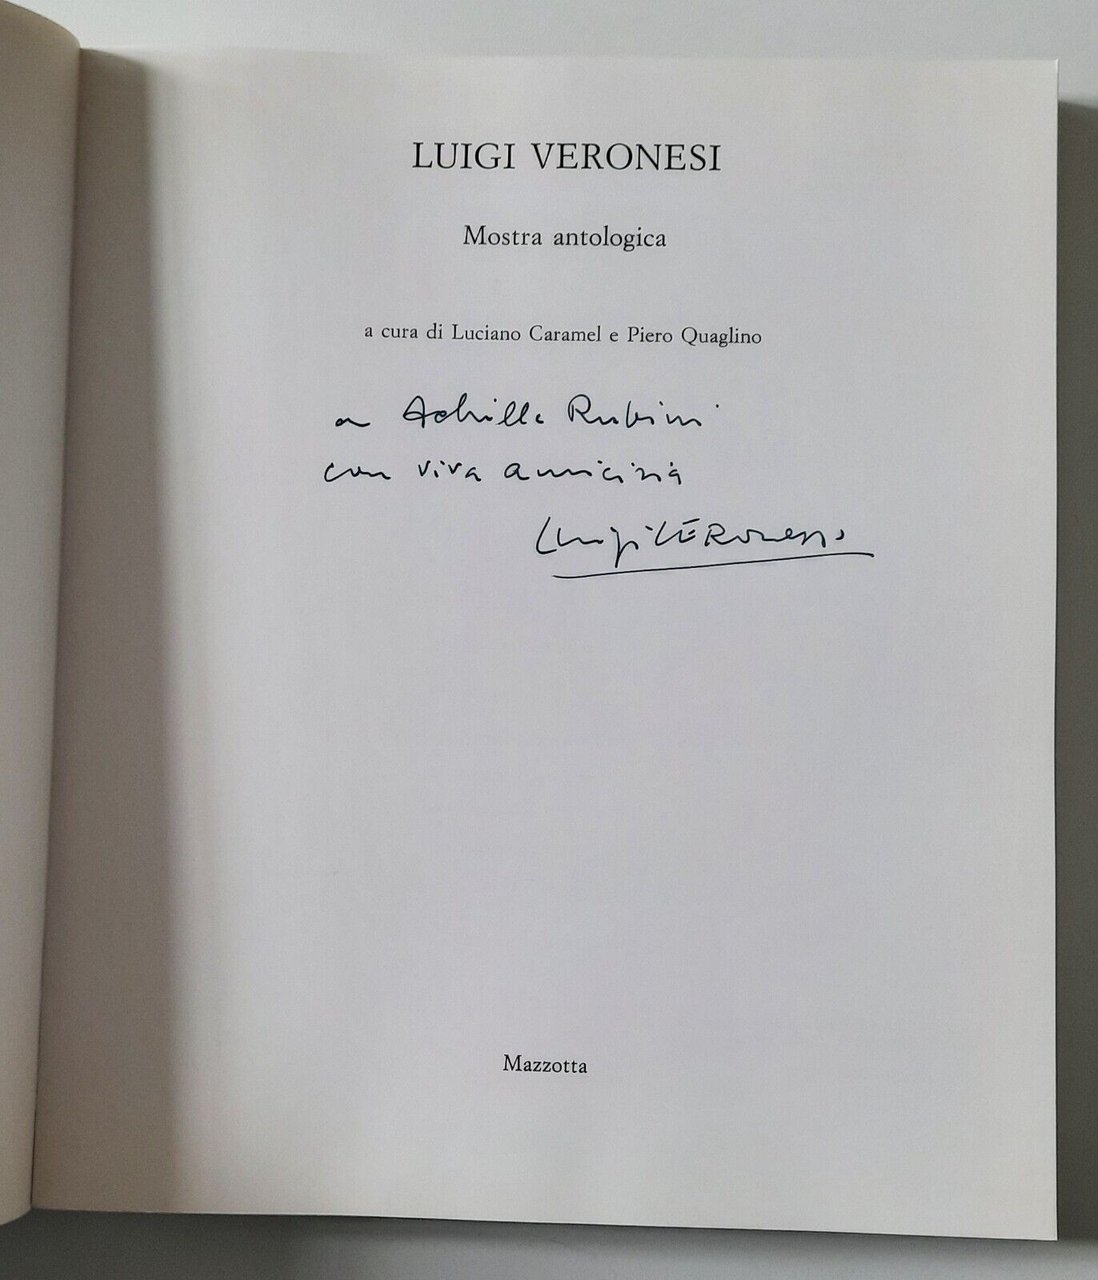 LUIGI VERONESI
Mostra antologica
a cura di Luciano Caramel e Piero Quaglino
a Achille Rubini
con viva amicizia
Luigi VERonesi
Mazzotta